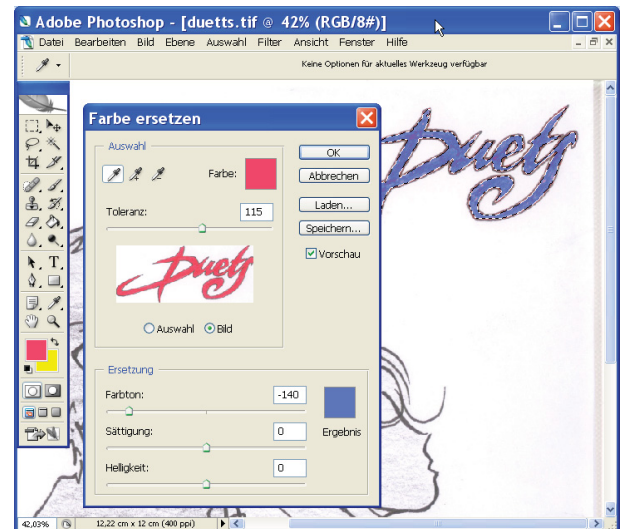 Adobe Photoshop - [duetts.tif @ 42% (RGB/8#)]
Datei Bearbeiten Bild Ebene Auswahl Filter Ansicht Fenster Hilfe
Keine Optionen für aktuelles Werkzeug verfügbar
Farbe ersetzen
Auswahl
Farbe:
Toleranz: 115
Duets
Auswahl Bild
OK
Abbrechen
Laden...
Speichern...
Vorschau
Ersetzung
Farbton: -140
Sättigung: 0
Ergebnis
Helligkeit: 0
Duets
T
42,03% 12,22 cm x 12 cm (400 ppi)